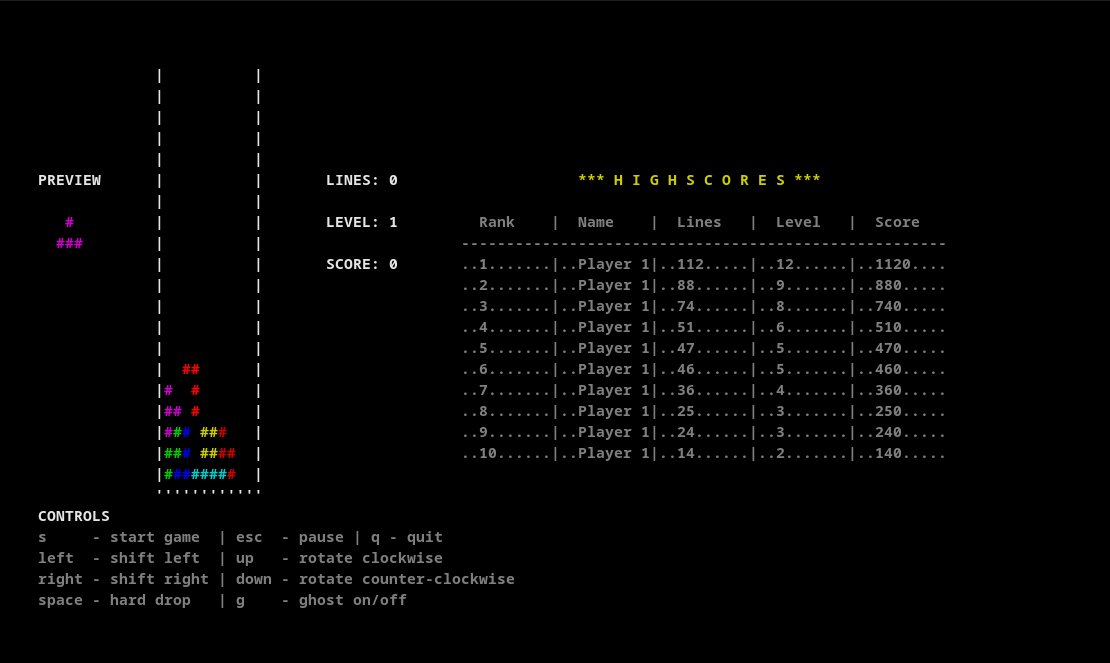 |          |
|          |
|          |
|          |
|          |
PREVIEW      |          |       LINES: 0                    *** H I G H S C O R E S ***
|          |
   #         |          |       LEVEL: 1         Rank    |  Name    |  Lines   |  Level   |  Score
  ###        |          |                      ------------------------------------------------------
             |          |       SCORE: 0       ..1.......|..Player 1|..112.....|..12......|..1120....
             |          |                      ..2.......|..Player 1|..88......|..9.......|..880.....
             |          |                      ..3.......|..Player 1|..74......|..8.......|..740.....
             |          |                      ..4.......|..Player 1|..51......|..6.......|..510.....
             |          |                      ..5.......|..Player 1|..47......|..5.......|..470.....
             |  ##      |                      ..6.......|..Player 1|..46......|..5.......|..460.....
             |#  #      |                      ..7.......|..Player 1|..36......|..4.......|..360.....
             |## #      |                      ..8.......|..Player 1|..25......|..3.......|..250.....
             |### ###   |                      ..9.......|..Player 1|..24......|..3.......|..240.....
             |### ####  |                      ..10......|..Player 1|..14......|..2.......|..140.....
             |########  |
             ''''''''''''
CONTROLS
s     - start game  | esc  - pause | q - quit
left  - shift left  | up   - rotate clockwise
right - shift right | down - rotate counter-clockwise
space - hard drop   | g    - ghost on/off